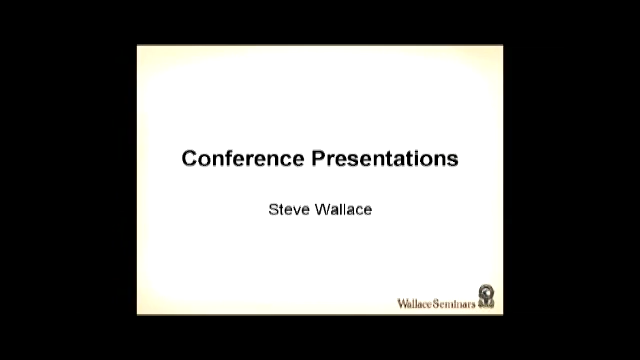 Conference Presentations
Steve Wallace
Wallace Seminars